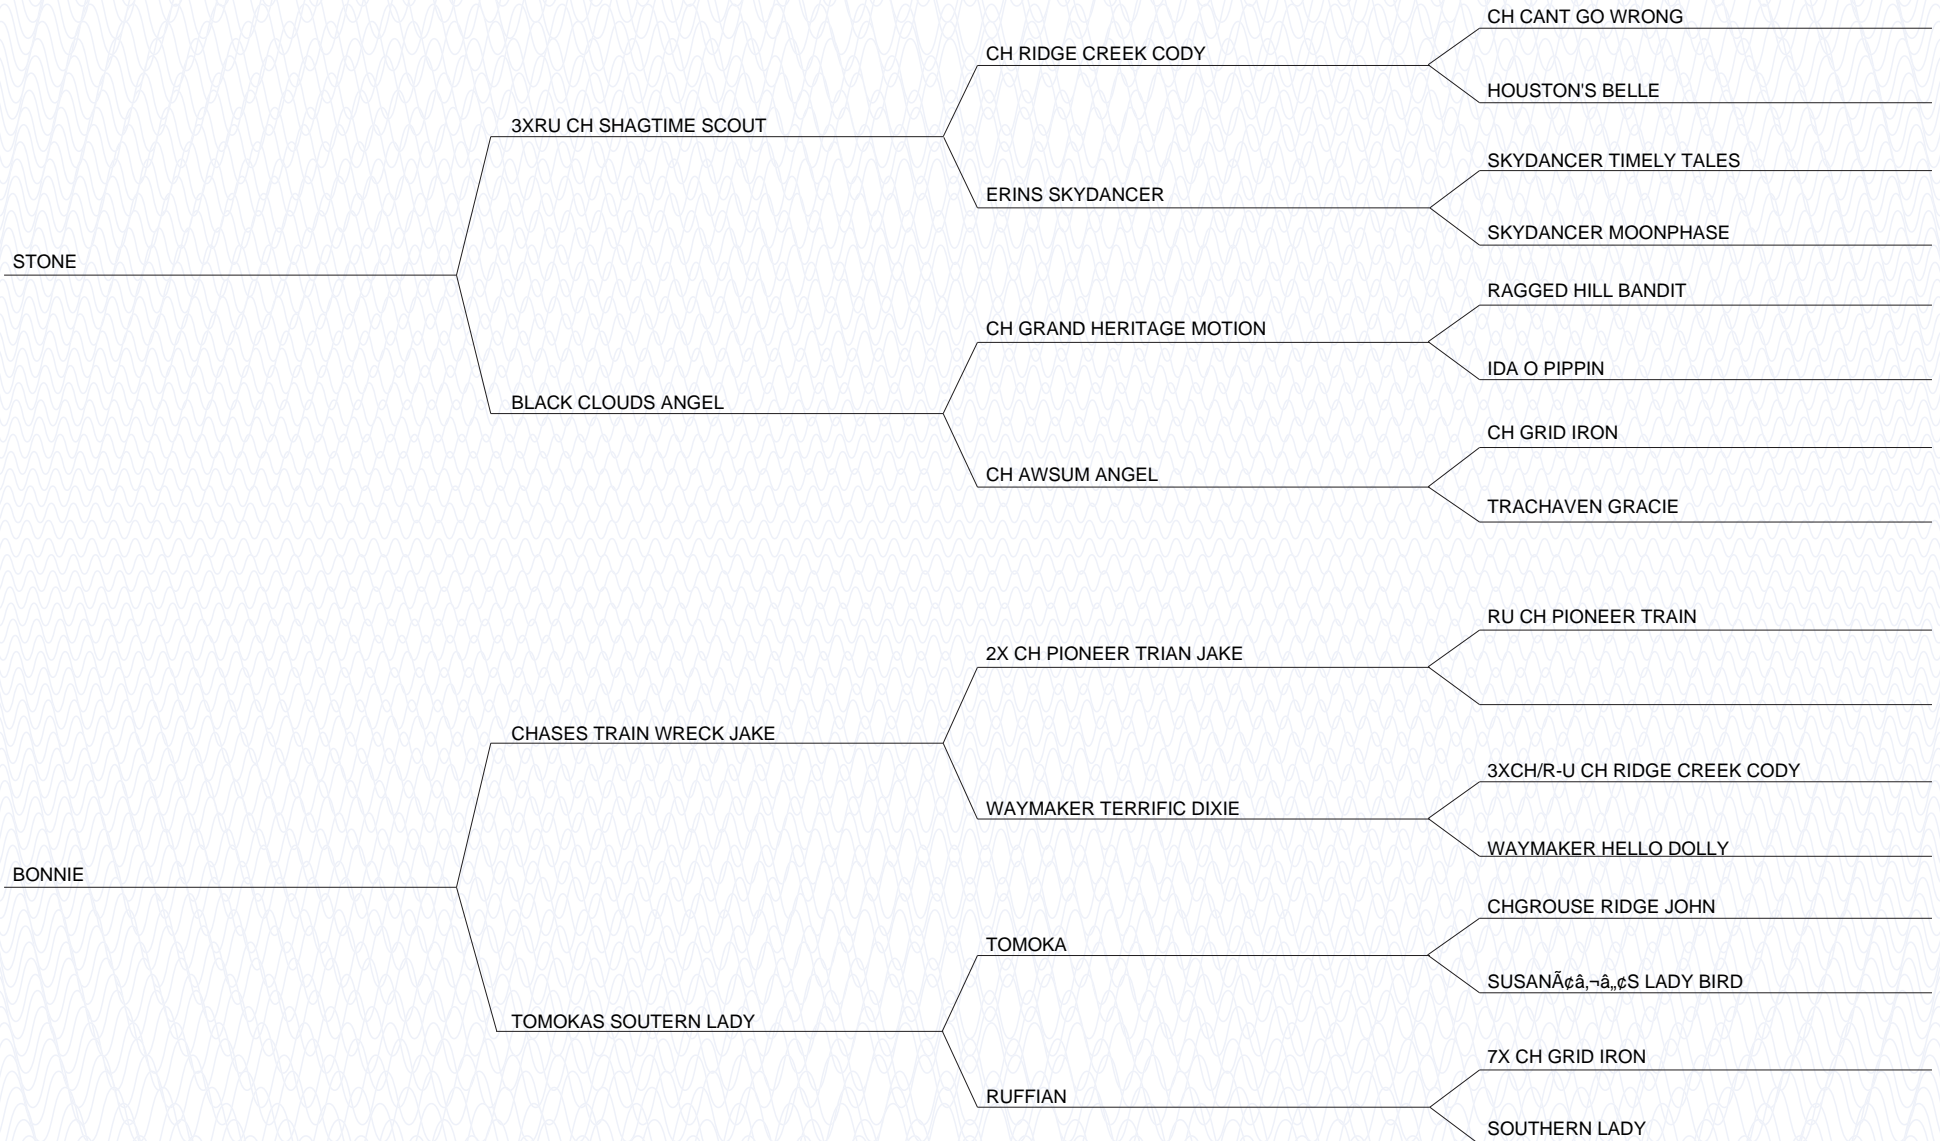 CH CANT GO WRONG
CH RIDGE CREEK CODY
HOUSTON'S BELLE
3XRU CH SHAGTIME SCOUT
SKYDANCER TIMELY TALES
ERINS SKYDANCER
SKYDANCER MOONPHASE
STONE
RAGGED HILL BANDIT
CH GRAND HERITAGE MOTION
IDA O PIPPIN
BLACK CLOUDS ANGEL
CH GRID IRON
CH AWSUM ANGEL
TRACHAVEN GRACIE
RU CH PIONEER TRAIN
2X CH PIONEER TRIAN JAKE
CHASES TRAIN WRECK JAKE
3XCH/R-U CH RIDGE CREEK CODY
WAYMAKER TERRIFIC DIXIE
WAYMAKER HELLO DOLLY
BONNIE
CHGROUSE RIDGE JOHN
TOMOKA
SUSANÃ¢â‚¬â„¢S LADY BIRD
TOMOKAS SOUTERN LADY
7X CH GRID IRON
RUFFIAN
SOUTHERN LADY